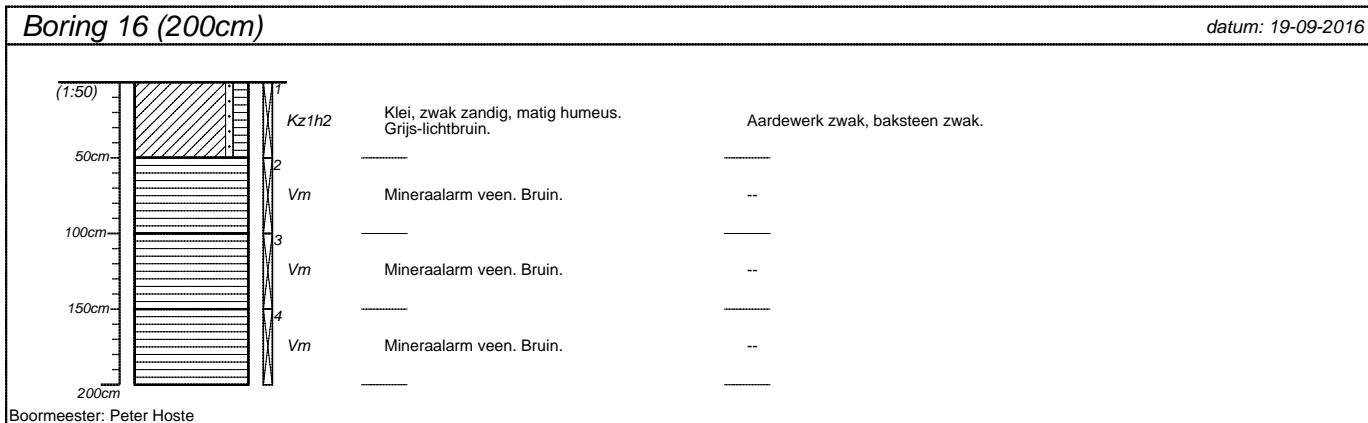 Boring 16 (200cm)
datum: 19-09-2016
(1:50)
1
Kz1h2
Klei, zwak zandig, matig humeus.
Grijs-lichtbruin.
Aardewerk zwak, baksteen zwak.
50cm
2
Vm
Mineraalarm veen. Bruin.
--
100cm
3
Vm
Mineraalarm veen. Bruin.
--
150cm
4
Vm
Mineraalarm veen. Bruin.
--
200cm
Boormeester: Peter Hoste